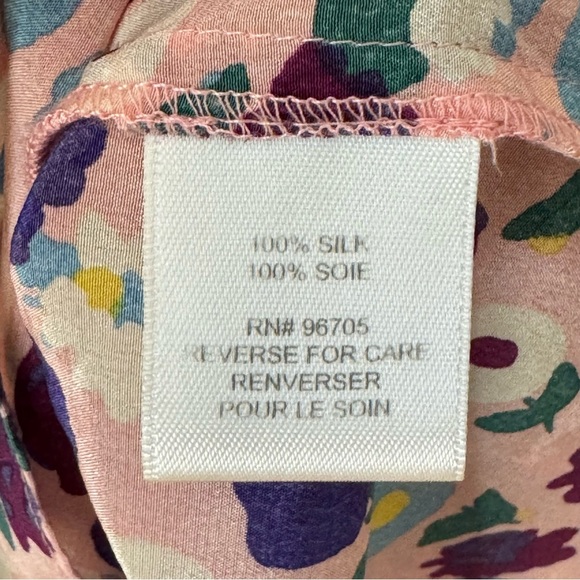 100% SILK
100% SOIE
RN# 96705
REVERSE FOR CARE
RENVERSER
POUR LE SOIN